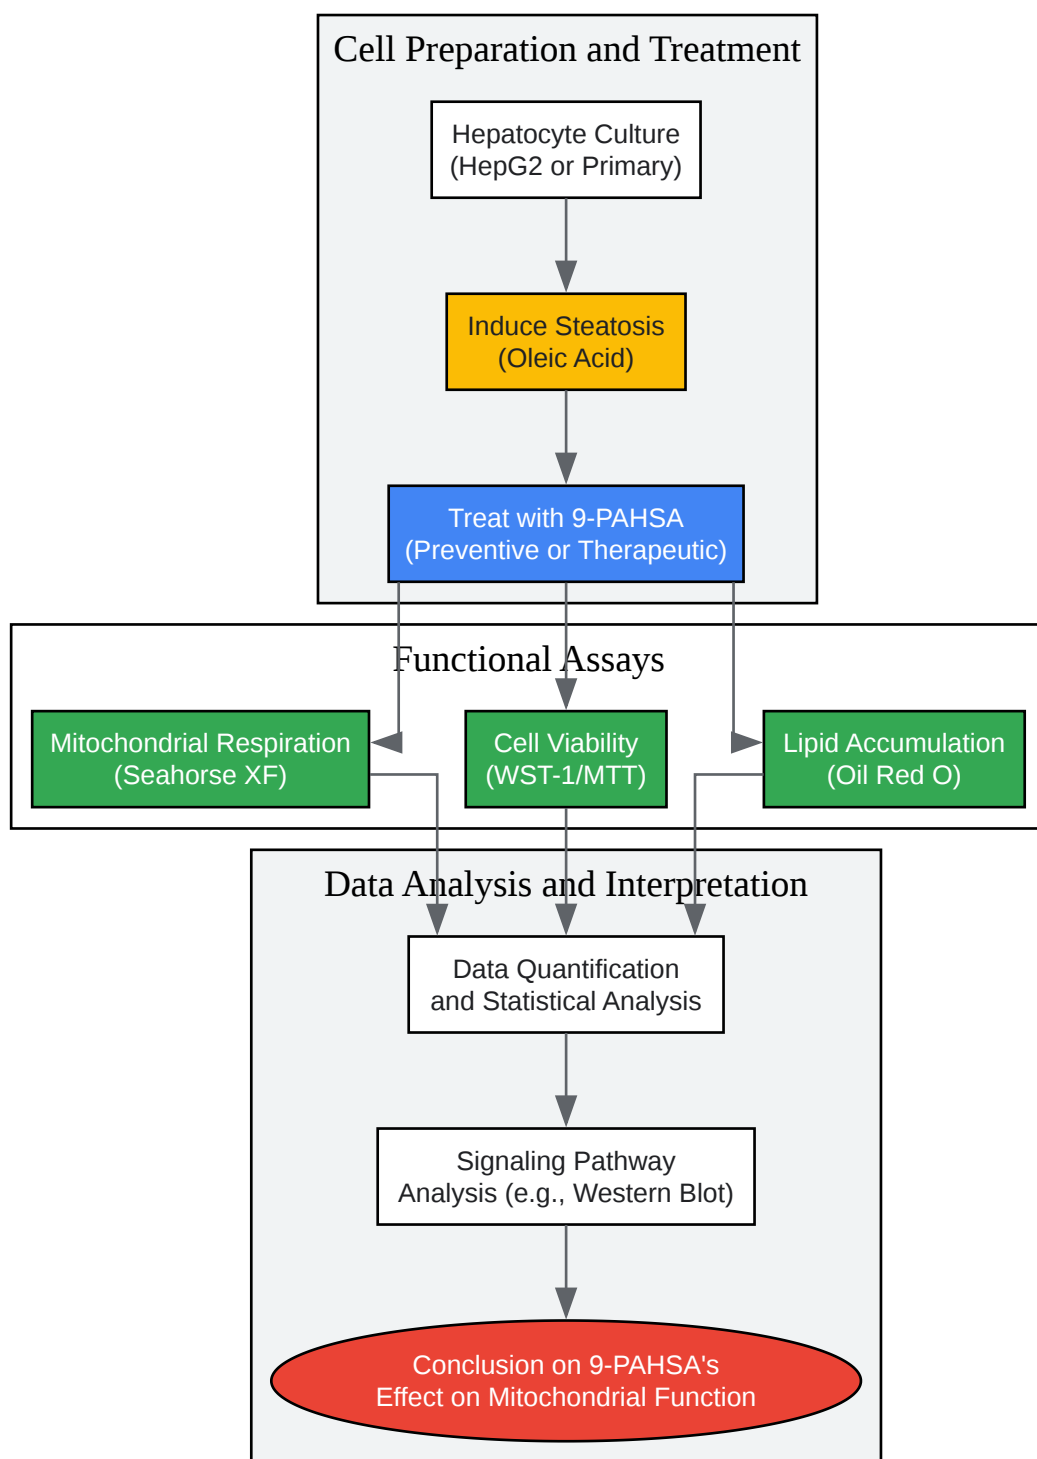 Cell Preparation and Treatment
Hepatocyte Culture
(HepG2 or Primary)
Induce Steatosis
(Oleic Acid)
Treat with 9-PAHSA
(Preventive or Therapeutic)
Functional Assays
Mitochondrial Respiration
(Seahorse XF)
Cell Viability
(WST-1/MTT)
Lipid Accumulation
(Oil Red O)
Data Analysis and Interpretation
Data Quantification
and Statistical Analysis
Signaling Pathway
Analysis (e.g., Western Blot)
Conclusion on 9-PAHSA's
Effect on Mitochondrial Function